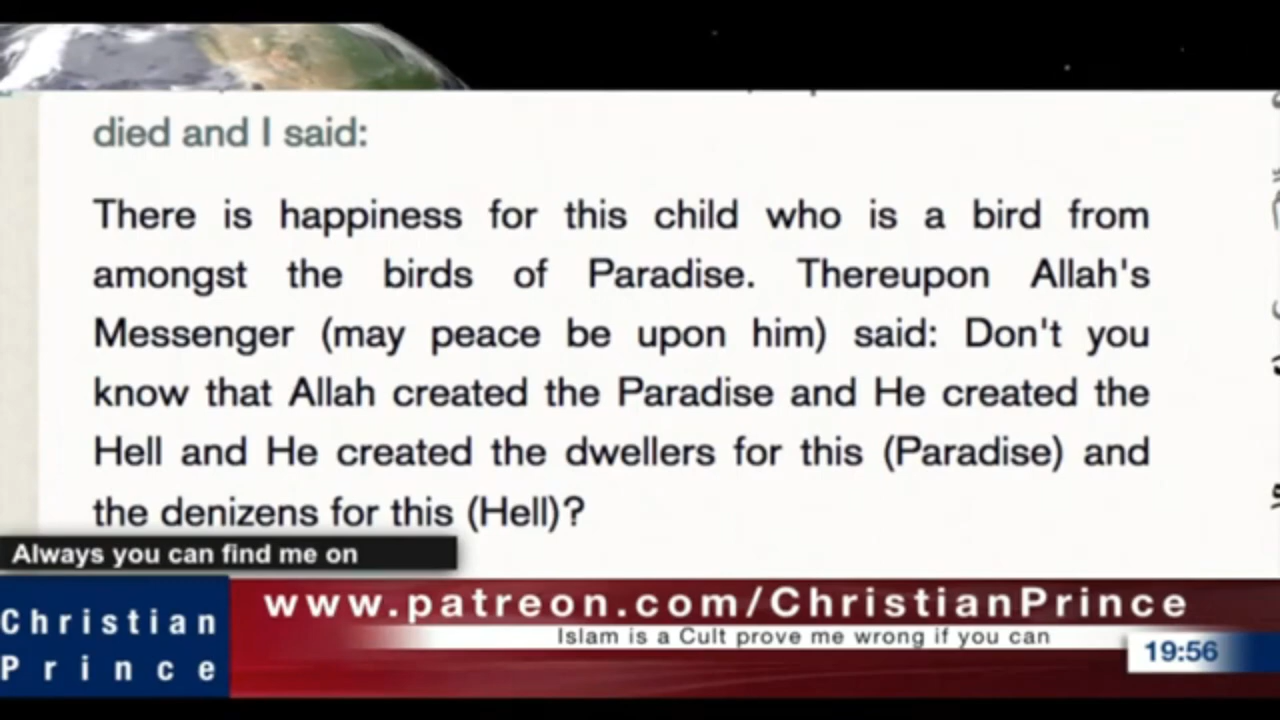 died and I said:
There is happiness for this child who is a bird from
amongst the birds of Paradise. Thereupon Allah's
Messenger (may peace be upon him) said: Don't you
know that Allah created the Paradise and He created the
Hell and He created the dwellers for this (Paradise) and
the denizens for this (Hell)?
Always you can find me on
Christian
Prince
www.patreon.com/ChristianPrince
Islam is a Cult prove me wrong if you can
19:56